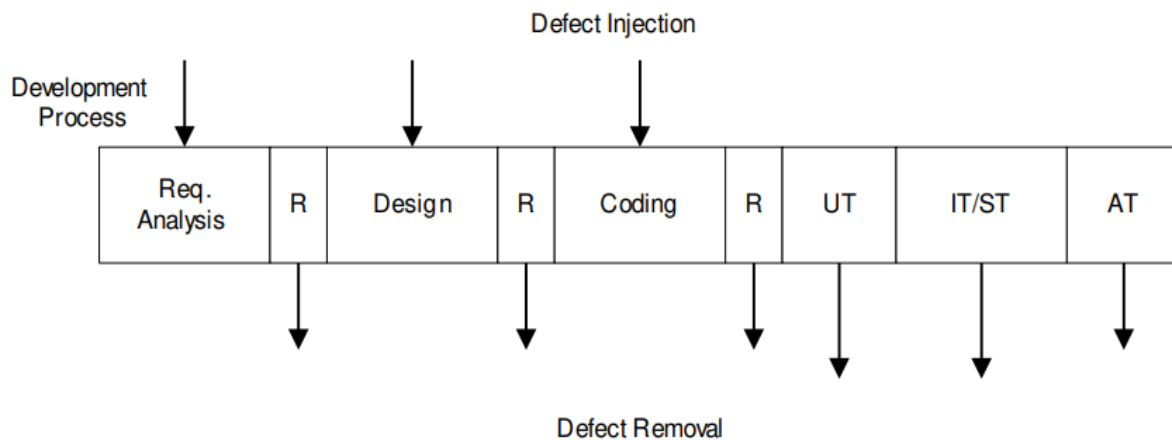 Defect Injection
Development
Process
Req.
Analysis
R
Design
R
Coding
R
UT
IT/ST
AT
Defect Removal